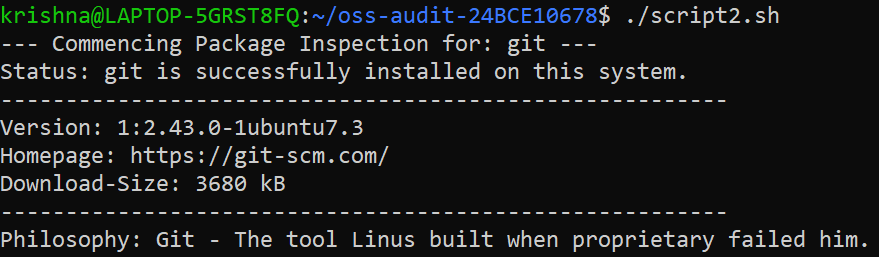 krishna@LAPTOP-5GRST8FQ:~/oss-audit-24BCE10678$ ./script2.sh
--- Commencing Package Inspection for: git ---
Status: git is successfully installed on this system.
-------------------------------------------------------
Version: 1:2.43.0-1ubuntu7.3
Homepage: https://git-scm.com/
Download-Size: 3680 kB
-------------------------------------------------------
Philosophy: Git - The tool Linus built when proprietary failed him.